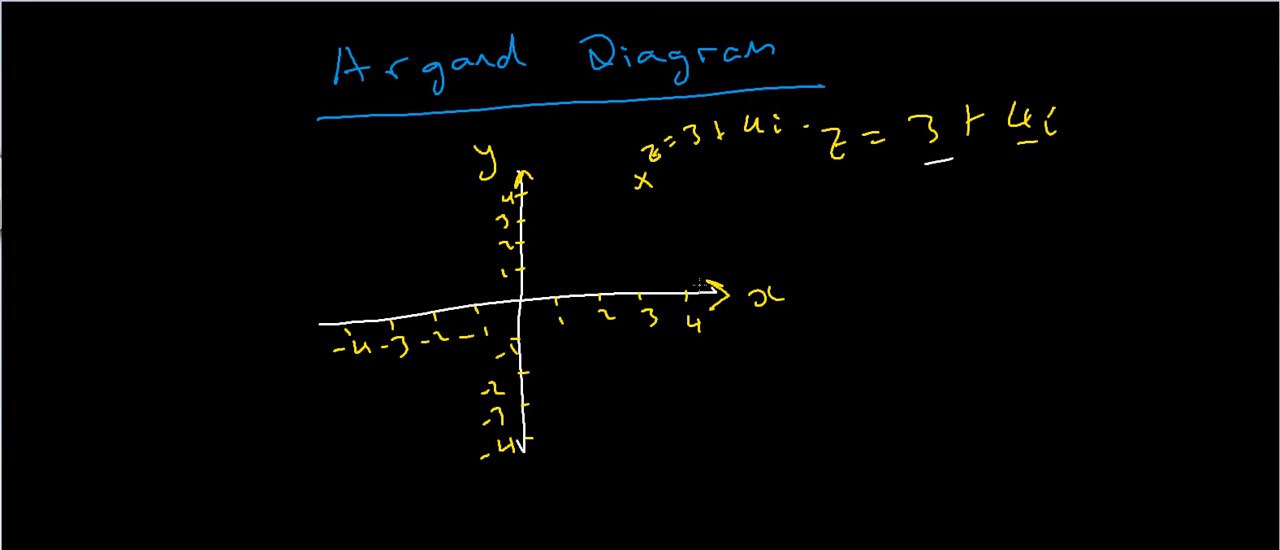 Argand Diagram
z = 3 + 4i
z = 3 + 4i
y
4
3
2
1
x
-4 -3 -2 -1 1 2 3 4
-1
-2
-3
-4